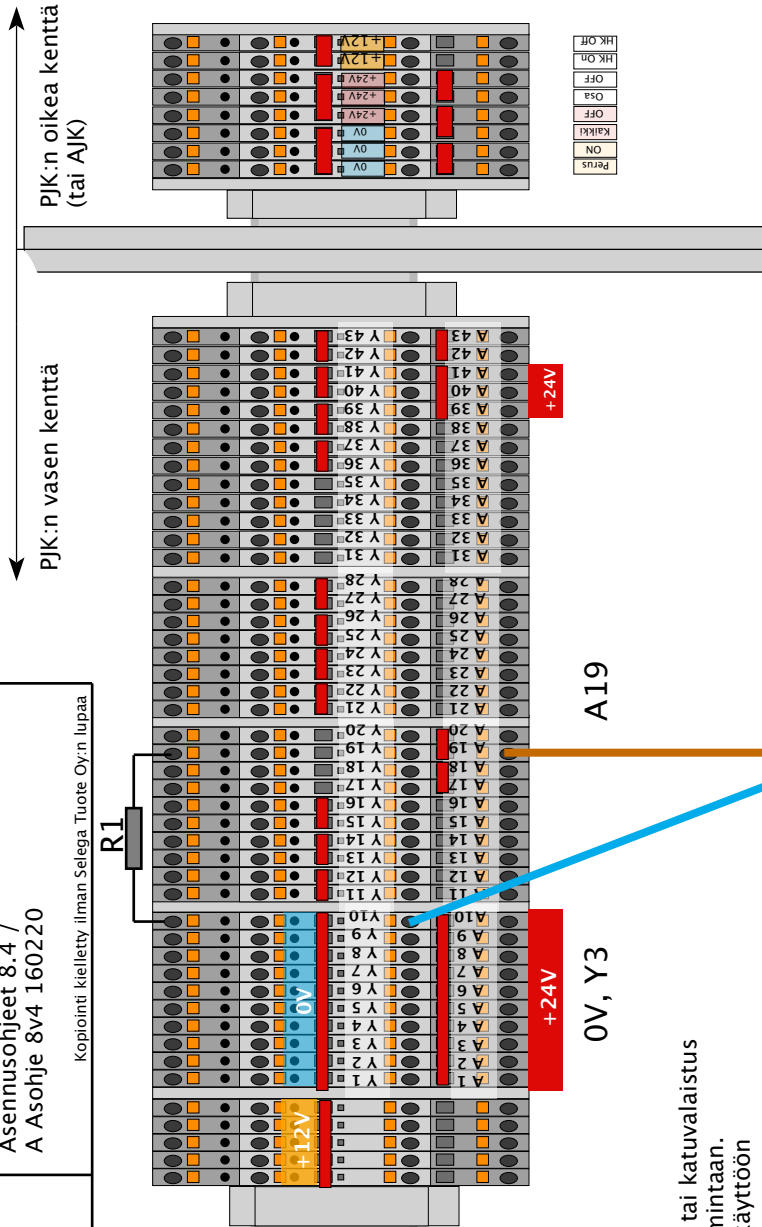 Asennusohjeet 8.4 /
A Asohje 8v4 160220
Kopiointi kielletty ilman Selega Tuote Oy:n lupaa
PJK:n vasen kenttä
PJK:n oikea kenttä
(tai AJK)
R1
+12V
0V
Y 1
Y 2
Y 3
Y 4
Y 5
Y 6
Y 7
Y 8
Y 9
Y10
Y 11
Y 12
Y 13
Y 14
Y 15
Y 16
Y 17
Y 18
Y 19
Y 20
Y 21
Y 22
Y 23
Y 24
Y 25
Y 26
Y 27
Y 28
Y 31
Y 32
Y 33
Y 34
Y 35
Y 36
Y 37
Y 38
Y 39
Y 40
Y 41
Y 42
Y 43
0V
0V
0V
+24V
+24V
+24V
+12V
+12V
A 1
A 2
A 3
A 4
A 5
A 6
A 7
A 8
A 9
A10
A 11
A 12
A 13
A 14
A 15
A 16
A 17
A 18
A 19
A 20
A 21
A 22
A 23
A 24
A 25
A 26
A 27
A 28
A 31
A 32
A 33
A 34
A 35
A 36
A 37
A 38
A 39
A 40
A 41
A 42
A 43
+24V
+24V
0V, Y3
A19
Perus
ON
Kaikki
OFF
Osa
OFF
HK On
HK Off
tai katuvalaistus
mintaan.
äyttöön